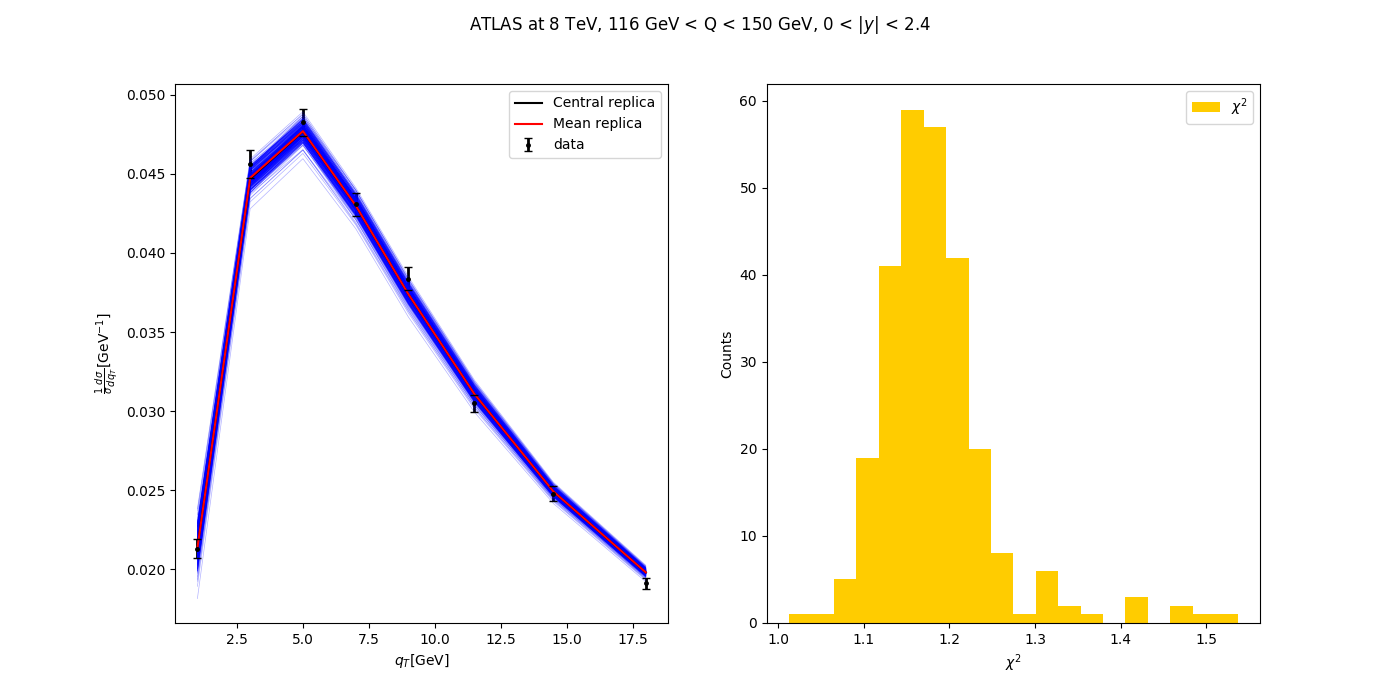 ATLAS at 8 TeV, 116 GeV < Q < 150 GeV, 0 < |y| < 2.4
0.050
0.045
0.040
0.035
0.030
0.025
0.020
1/σ dσ/dq_T [GeV⁻¹]
2.5 5.0 7.5 10.0 12.5 15.0 17.5
q_T[GeV]
Central replica
Mean replica
data
60
50
40
30
20
10
0
Counts
1.0 1.1 1.2 1.3 1.4 1.5
χ²
χ²